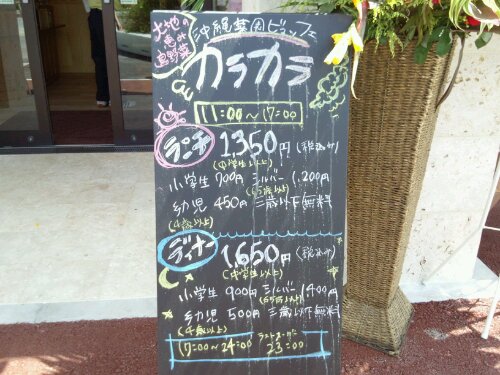 大地の
恵み
島野菜
沖縄菜園ビュッフェ
カラカラ
11:00~17:00
ランチ 1,350円(税込み)
(中学生以上)
小学生 900円 シルバー 1,200円
(65歳以上)
幼児 450円 三歳以下無料
(4歳以上)
ディナー 1,650円(税込み)
(中学生以上)
小学生 900円 シルバー 1400円
(65歳以上)
幼児 500円 三歳以下無料
(4歳以上)
17:00~24:00 ラストオーダー
23:00